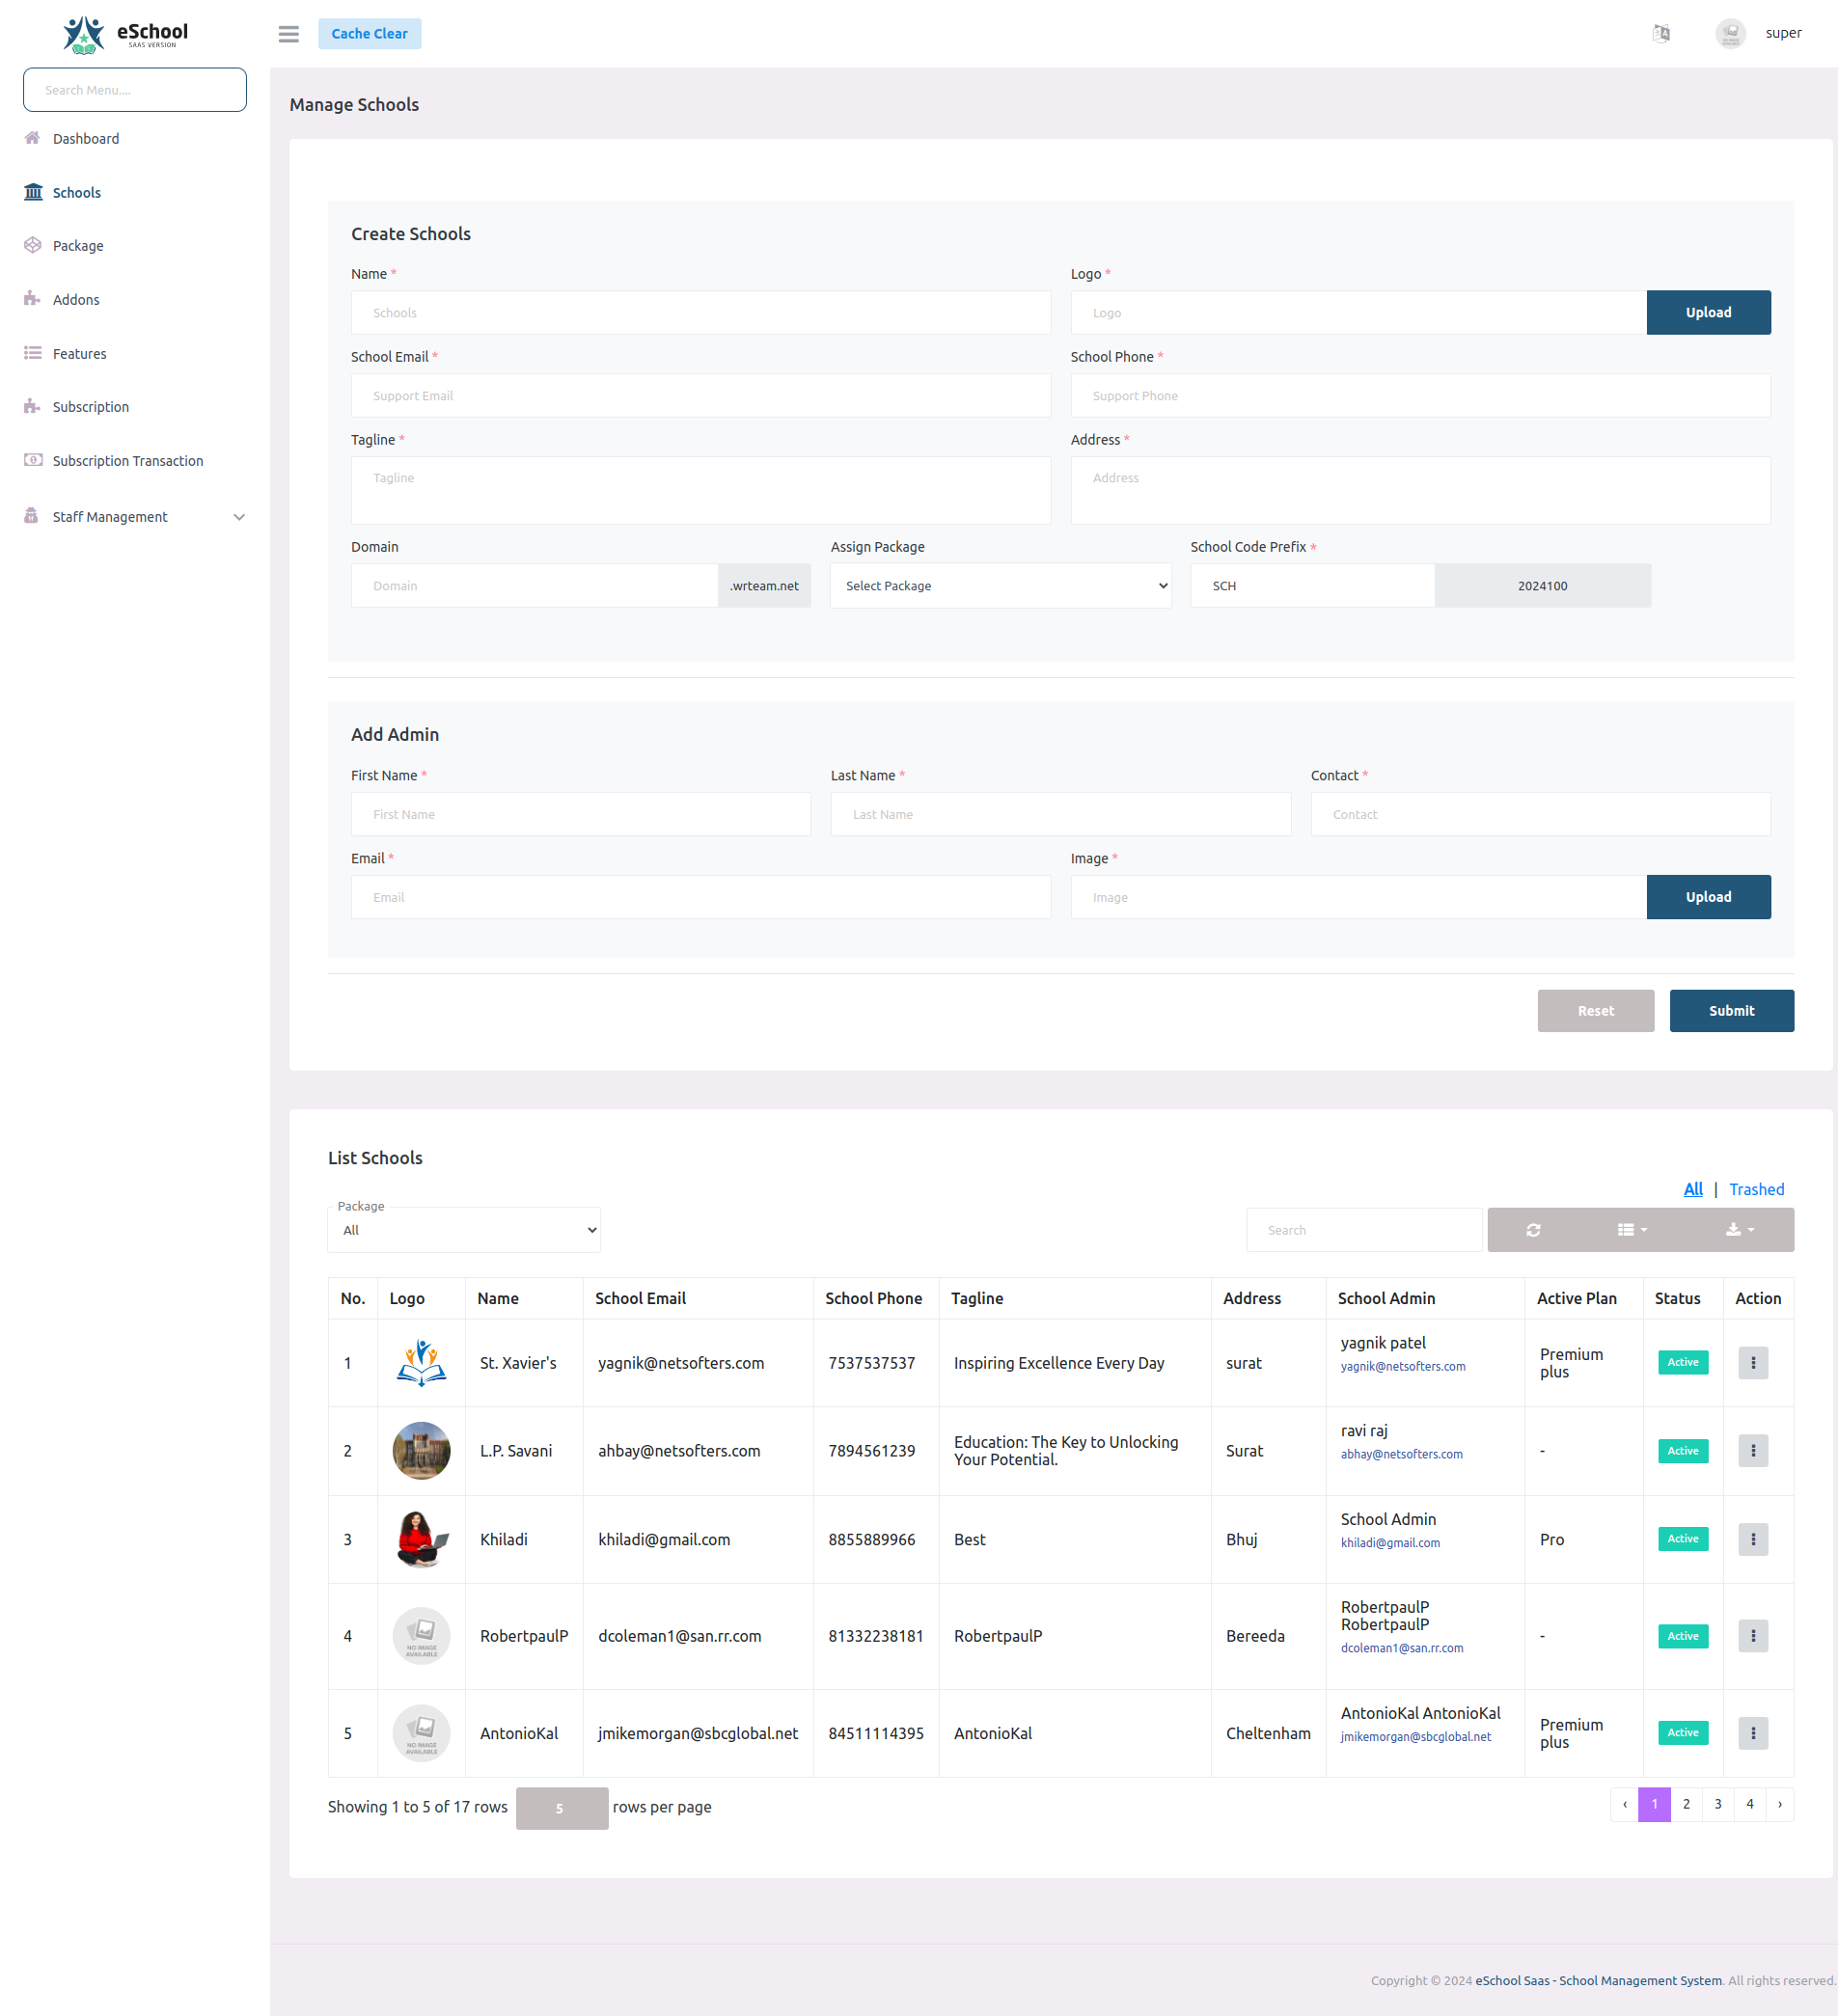 eSchool
SAAS VERSION
Cache Clear
super
Search Menu....
Dashboard
Schools
Package
Addons
Features
Subscription
Subscription Transaction
Staff Management
Manage Schools
Create Schools
Name *
Logo *
Schools
Logo
Upload
School Email *
School Phone *
Support Email
Support Phone
Tagline *
Address *
Tagline
Address
Domain
Assign Package
School Code Prefix *
Domain
.wrteam.net
Select Package
SCH
2024100
Add Admin
First Name *
Last Name *
Contact *
First Name
Last Name
Contact
Email *
Image *
Email
Image
Upload
Reset
Submit
List Schools
All | Trashed
Package
All
Search
No. Logo Name School Email School Phone Tagline Address School Admin Active Plan Status Action
1 St. Xavier's yagnik@netsofters.com 7537537537 Inspiring Excellence Every Day surat
yagnik patel
yagnik@netsofters.com
Premium
plus
Active
2 L.P. Savani ahbay@netsofters.com 7894561239
Education: The Key to Unlocking
Your Potential.
Surat
ravi raj
abhay@netsofters.com
-
Active
3 Khiladi khiladi@gmail.com 8855889966 Best Bhuj
School Admin
khiladi@gmail.com
Pro
Active
4
NO IMAGE
AVAILABLE
RobertpaulP dcoleman1@san.rr.com 81332238181 RobertpaulP Bereeda
RobertpaulP
RobertpaulP
dcoleman1@san.rr.com
-
Active
5
NO IMAGE
AVAILABLE
AntonioKal jmikemorgan@sbcglobal.net 84511114395 AntonioKal Cheltenham
AntonioKal AntonioKal
jmikemorgan@sbcglobal.net
Premium
plus
Active
Showing 1 to 5 of 17 rows 5 rows per page
‹ 1 2 3 4 ›
Copyright © 2024 eSchool Saas - School Management System. All rights reserved.